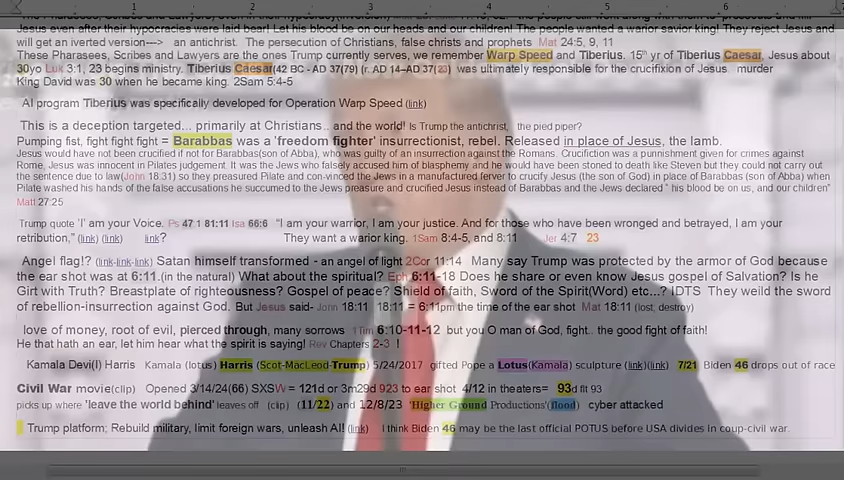 Jesus even after their hypocracies were laid bear! Let his blood be on our heads and our children! The people wanted a warior savior king! They reject Jesus and
will get an iverted version---> an antichrist. The persecution of Christians, false christs and prophets Mat 24:5, 9, 11
These Pharasees, Scribes and Lawyers are the ones Trump currently serves, we remember Warp Speed and Tiberius. 15th yr of Tiberius Caesar, Jesus about
30yo Luk 3:1, 23 begins ministry. Tiberius Caesar(42 BC - AD 37(79) (r. AD 14–AD 37(23) was ultimately responsible for the crucifixion of Jesus murder
King David was 30 when he became king. 2Sam 5:4-5
AI program Tiberius was specifically developed for Operation Warp Speed (link)
This is a deception targeted... primarily at Christians.. and the world! Is Trump the antichrist, the pied piper?
Pumping fist, fight fight fight = Barabbas was a 'freedom fighter' insurrectionist, rebel. Released in place of Jesus, the lamb.
Jesus would have not been crucified if not for Barabbas(son of Abba), who was guilty of an insurrection against the Romans. Crucifiction was a punishment given for crimes against
Rome, Jesus was innocent in Pilates judgement. It was the Jews who falsely accused him of blasphemy and he would have been stoned to death like Steven but they could not carry out
the sentence due to law(John 18:31) so they preasured Pilate and con-vinced the Jews in a manufactured ferver to crucify Jesus (the son of God) in place of Barabbas (son of Abba) when
Pilate washed his hands of the false accusations he succumed to the Jews preasure and crucified Jesus instead of Barabbas and the Jews declared " his blood be on us, and our children"
Matt 27:25
Trump quote 'I' am your Voice. Ps 47 1 81:11 Isa 66:6 "I am your warrior, I am your justice. And for those who have been wronged and betrayed, I am your
retribution," (link) (link) link? They want a warior king. 1Sam 8:4-5, and 8:11 Jer 4:7 23
Angel flag!? (link-link-link) Satan himself transformed - an angel of light 2Cor 11:14 Many say Trump was protected by the armor of God because
the ear shot was at 6:11.(in the natural) What about the spiritual? Eph 6:11-18 Does he share or even know Jesus gospel of Salvation? Is he
Girt with Truth? Breastplate of righteousness? Gospel of peace? Shield of faith, Sword of the Spirit(Word) etc...? IDTS They weild the sword
of rebellion-insurrection against God. But Jesus said- John 18:11 18:11 = 6:11pm the time of the ear shot Mat 18:11 (lost, destroy)
love of money, root of evil, pierced through, many sorrows 1Tim 6:10-11-12 but you O man of God, fight.. the good fight of faith!
He that hath an ear, let him hear what the spirit is saying! Rev Chapters 2-3 !
Kamala Devi(l) Harris Kamala (lotus) Harris (Scot-MacLeod-Trump) 5/24/2017 gifted Pope a Lotus(Kamala) sculpture (link)(link) 7/21 Biden 46 drops out of race
Civil War movie(clip) Opened 3/14/24(66) SXSW = 121d or 3m29d 923 to ear shot 4/12 in theaters= 93d fit 93
picks up where 'leave the world behind' leaves off (clip) (11/22) and 12/8/23 'Higher Ground Productions'(flood) cyber attacked
Trump platform; Rebuild military, limit foreign wars, unleash AI! (link) I think Biden 46 may be the last official POTUS before USA divides in coup-civil war.